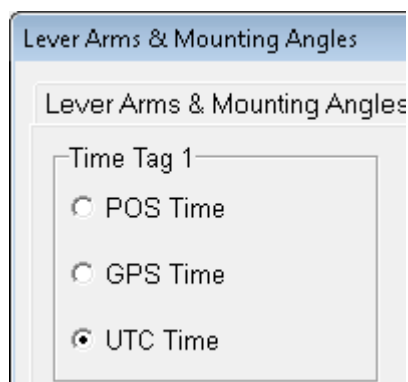 Lever Arms & Mounting Angles
Lever Arms & Mounting Angles
Time Tag 1
POS Time
GPS Time
UTC Time